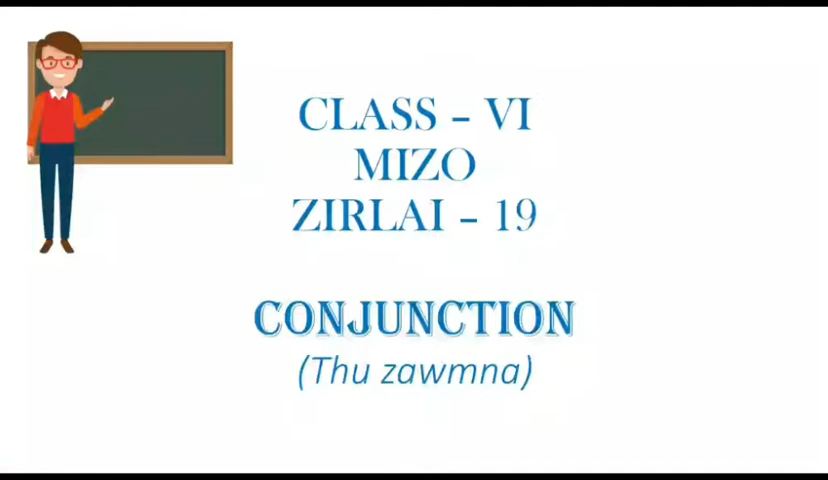 CLASS – VI
MIZO
ZIRLAI – 19
CONJUNCTION
(Thu zawmna)